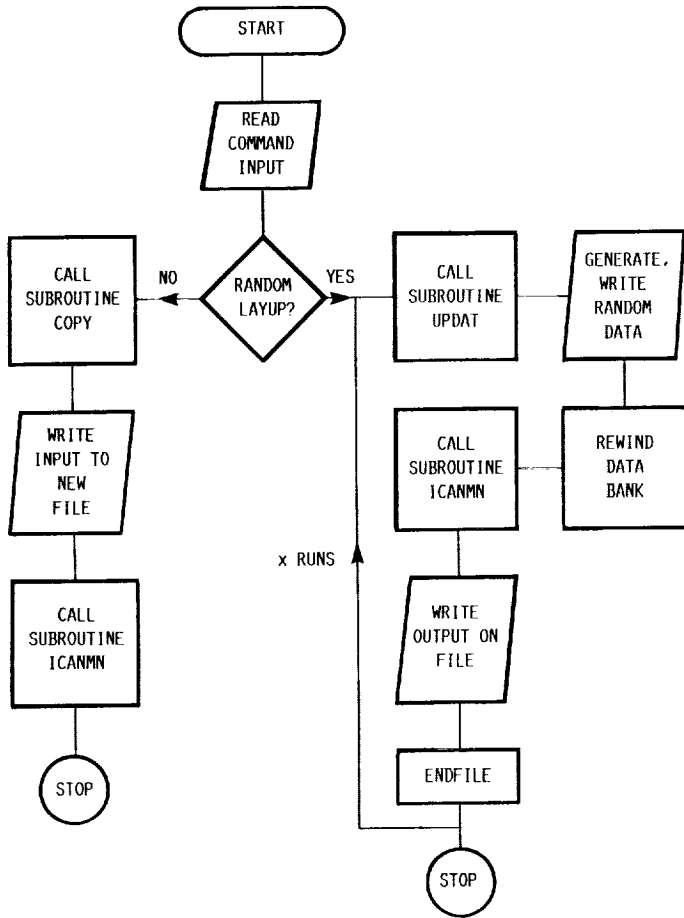 START
READ
COMMAND
INPUT
RANDOM
LAYUP?
NO
YES
CALL
SUBROUTINE
COPY
WRITE
INPUT TO
NEW
FILE
CALL
SUBROUTINE
ICANMN
STOP
CALL
SUBROUTINE
UPDAT
GENERATE,
WRITE
RANDOM
DATA
REWIND
DATA
BANK
CALL
SUBROUTINE
ICANMN
x RUNS
WRITE
OUTPUT ON
FILE
ENDFILE
STOP